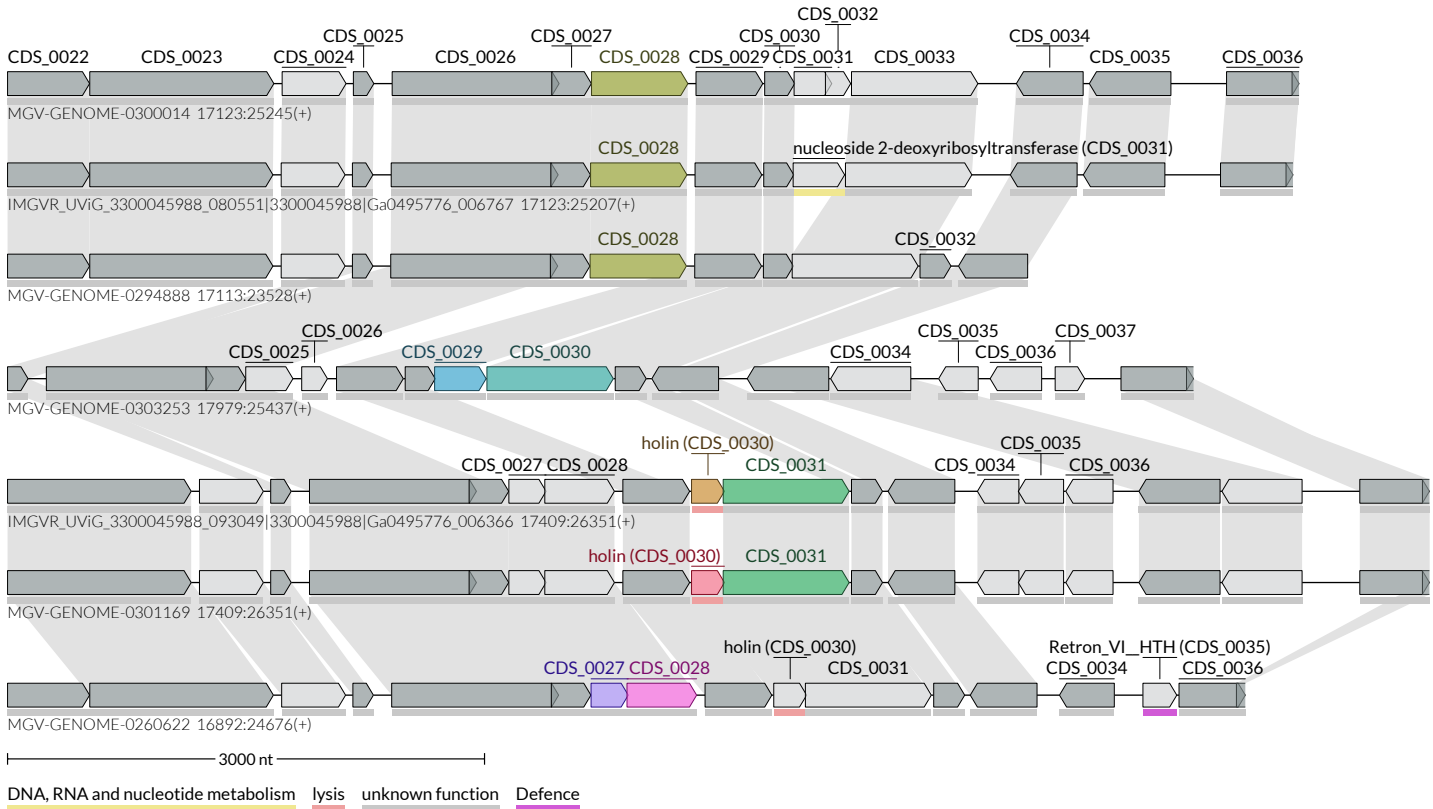 CDS_0032
CDS_0025 CDS_0027 CDS_0030 CDS_0034
CDS_0022 CDS_0023 CDS_0024 CDS_0026 CDS_0028 CDS_0029 CDS_0031 CDS_0033 CDS_0035 CDS_0036
MGV-GENOME-0300014 17123:25245(+)
CDS_0028 nucleoside 2-deoxyribosyltransferase (CDS_0031)
IMGVR_UViG_3300045988_080551|3300045988|Ga0495776_006767 17123:25207(+)
CDS_0028 CDS_0032
MGV-GENOME-0294888 17113:23528(+)
CDS_0026 CDS_0035 CDS_0037
CDS_0025 CDS_0029 CDS_0030 CDS_0034 CDS_0036
MGV-GENOME-0303253 17979:25437(+)
holin (CDS_0030) CDS_0035
CDS_0027 CDS_0028 CDS_0031 CDS_0034 CDS_0036
IMGVR_UViG_3300045988_093049|3300045988|Ga0495776_006366 17409:26351(+)
holin (CDS_0030) CDS_0031
MGV-GENOME-0301169 17409:26351(+)
holin (CDS_0030) Retron_VI__HTH (CDS_0035)
CDS_0027 CDS_0028 CDS_0031 CDS_0034 CDS_0036
MGV-GENOME-0260622 16892:24676(+)
3000 nt
DNA, RNA and nucleotide metabolism lysis unknown function Defence